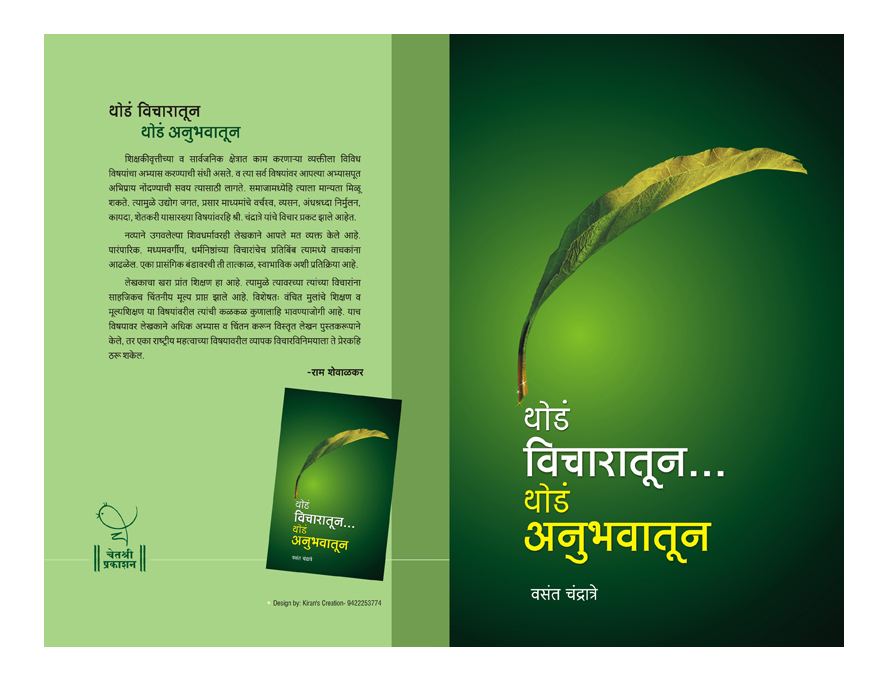 थोडं विचारातून
थोडं अनुभवातून
शिक्षकीवृत्तीच्या व सार्वजनिक क्षेत्रात काम करणाऱ्या व्यक्तीला विविध
विषयांचा अभ्यास करण्याची संधी असते. व त्या सर्व विषयांवर आपल्या अभ्यासपूत
अभिप्राय नोंदण्याची सवय त्यासाठी लागते. समाजामध्येहि त्याला मान्यता मिळू
शकते. त्यामुळे उद्योग जगत, प्रसार माध्यमांचे वर्चस्व, व्यसन, अंधश्रध्दा निर्मुलन,
कायदा, शेतकरी यासारख्या विषयांवरहि श्री. चंद्रात्रे यांचे विचार प्रकट झाले आहेत.
नव्याने उगवलेल्या शिवधर्मावरही लेखकाने आपले मत व्यक्त केले आहे.
पारंपारिक, मध्यमवर्गीप, धर्मनिष्ठांच्या विचारांचेच प्रतिबिंब त्यामध्ये वाचकांना
आढळेल. एका प्रासंगिक बंडावरची ती तात्काळ, स्वाभाविक अशी प्रतिक्रिया आहे.
लेखकाचा खरा प्रांत शिक्षण हा आहे. त्यामुळे त्यावरच्या त्यांच्या विचारांना
साहजिकच चिंतनीय मूल्य प्राप्त झाले आहे. विशेषतः वंचित मुलांचे शिक्षण व
मूल्यशिक्षण या विषयांवरील त्यांची कळकळ कुणालाहि भावण्याजोगी आहे. याच
विषयावर लेखकाने अधिक अभ्यास व चिंतन करून विस्तृत लेखन पुस्तकरूपाने
केले, तर एका राष्ट्रीय महत्वाच्या विषयावरील व्यापक विचारविनिमयाला ते प्रेरकहि
ठरू शकेल.
-राम शेवाळकर
थोडं
विचारातून...
थोडं
अनुभवातून
वसंत चंद्रात्रे
चेतश्री
प्रकाशन
Design by: Kiran's Creation- 9422253774
थोडं
विचारातून...
थोडं
अनुभवातून
वसंत चंद्रात्रे